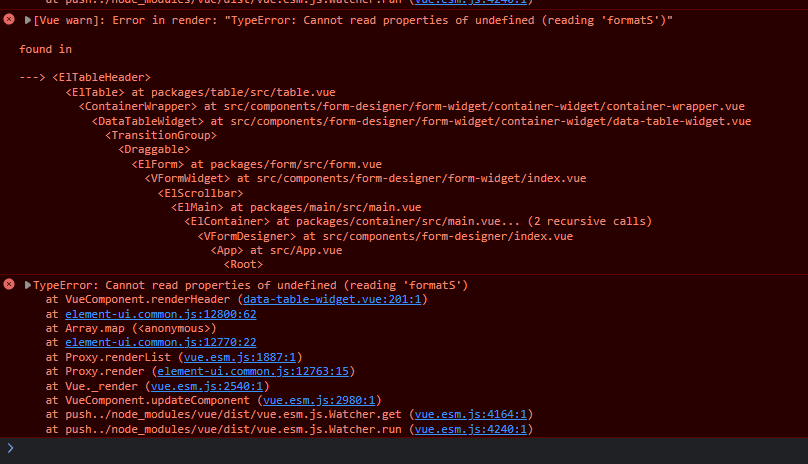 at push../node_modules/vue/dist/vue.esm.js.Watcher.run (vue.esm.js:4240:1)
[Vue warn]: Error in render: "TypeError: Cannot read properties of undefined (reading 'formatS')"
found in
---> <ElTableHeader>
<ElTable> at packages/table/src/table.vue
<ContainerWrapper> at src/components/form-designer/form-widget/container-widget/container-wrapper.vue
<DataTableWidget> at src/components/form-designer/form-widget/container-widget/data-table-widget.vue
<TransitionGroup>
<Draggable>
<ElForm> at packages/form/src/form.vue
<VFormWidget> at src/components/form-designer/form-widget/index.vue
<ElScrollbar>
<ElMain> at packages/main/src/main.vue
<ElContainer> at packages/container/src/main.vue... (2 recursive calls)
<VFormDesigner> at src/components/form-designer/index.vue
<App> at src/App.vue
<Root>
TypeError: Cannot read properties of undefined (reading 'formatS')
at VueComponent.renderHeader (data-table-widget.vue:201:1)
at element-ui.common.js:12800:62
at Array.map (<anonymous>)
at element-ui.common.js:12770:22
at Proxy.renderList (vue.esm.js:1887:1)
at Proxy.render (element-ui.common.js:12763:15)
at Vue._render (vue.esm.js:2540:1)
at VueComponent.updateComponent (vue.esm.js:2980:1)
at push../node_modules/vue/dist/vue.esm.js.Watcher.get (vue.esm.js:4164:1)
at push../node_modules/vue/dist/vue.esm.js.Watcher.run (vue.esm.js:4240:1)